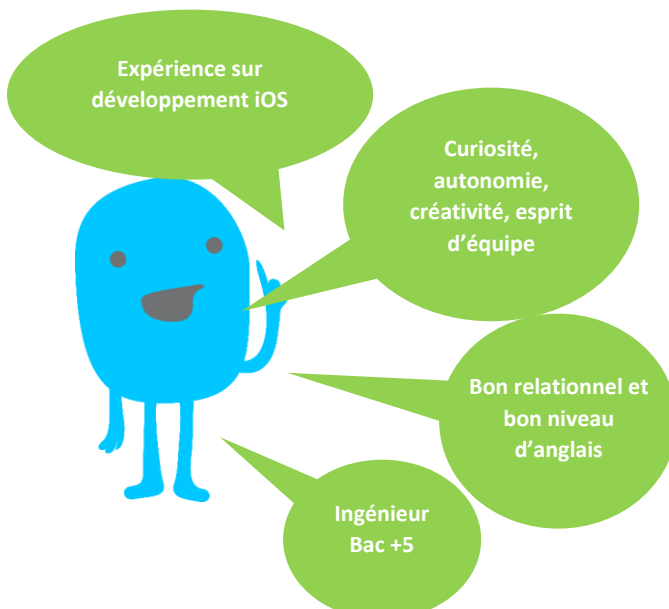 Expérience sur
développement iOS
Curiosité,
autonomie,
créativité, esprit
d’équipe
Bon relationnel et
bon niveau
d’anglais
Ingénieur
Bac +5